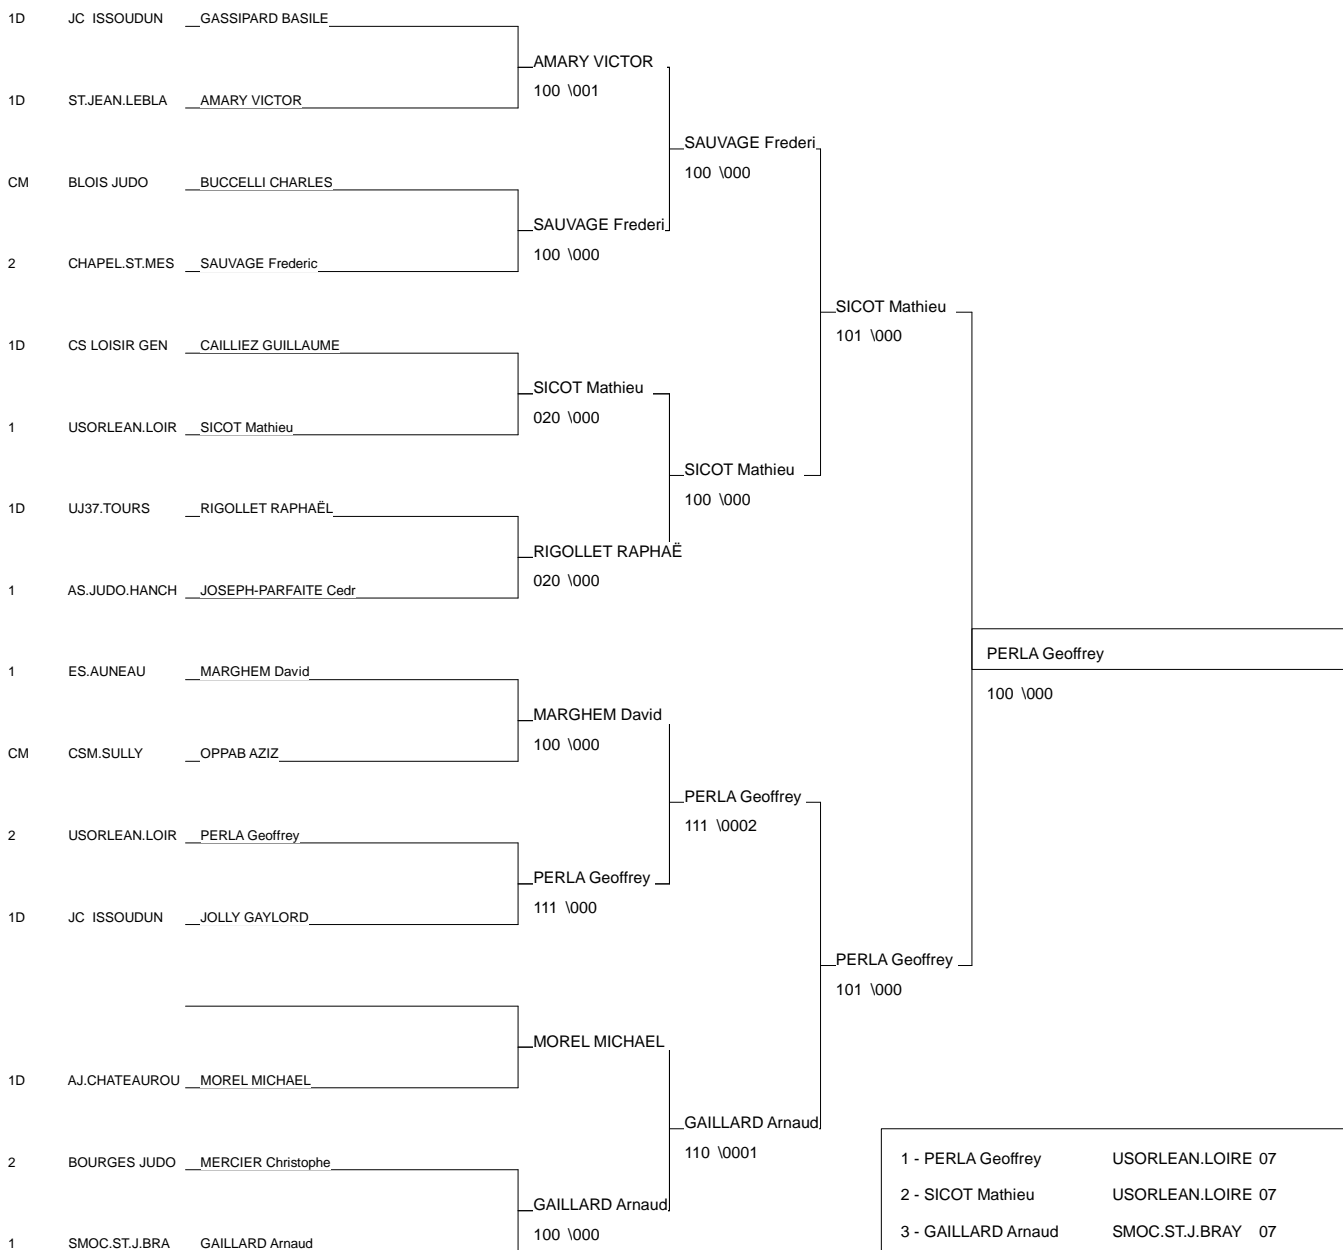 1D JC ISSOUDUN GASSIPARD BASILE
AMARY VICTOR
100 \001
1D ST.JEAN.LEBLA AMARY VICTOR
SAUVAGE Frederi
100 \000
CM BLOIS JUDO BUCCELLI CHARLES
SAUVAGE Frederi
100 \000
2 CHAPEL.ST.MES SAUVAGE Frederic
SICOT Mathieu
101 \000
1D CS LOISIR GEN CAILLIEZ GUILLAUME
SICOT Mathieu
020 \000
1 USORLEAN.LOIR SICOT Mathieu
SICOT Mathieu
100 \000
1D UJ37.TOURS RIGOLLET RAPHAËL
RIGOLLET RAPHAË
020 \000
1 AS.JUDO.HANCH JOSEPH-PARFAITE Cedr
PERLA Geoffrey
100 \000
1 ES.AUNEAU MARGHEM David
MARGHEM David
100 \000
CM CSM.SULLY OPPAB AZIZ
PERLA Geoffrey
111 \0002
2 USORLEAN.LOIR PERLA Geoffrey
PERLA Geoffrey
111 \000
1D JC ISSOUDUN JOLLY GAYLORD
PERLA Geoffrey
101 \000
MOREL MICHAEL
1D AJ.CHATEAUROU MOREL MICHAEL
GAILLARD Arnaud
110 \0001
2 BOURGES JUDO MERCIER Christophe
GAILLARD Arnaud
100 \000
1 SMOC.ST.J.BRA GAILLARD Arnaud
1 - PERLA Geoffrey USORLEAN.LOIRE 07
2 - SICOT Mathieu USORLEAN.LOIRE 07
3 - GAILLARD Arnaud SMOC.ST.J.BRAY 07